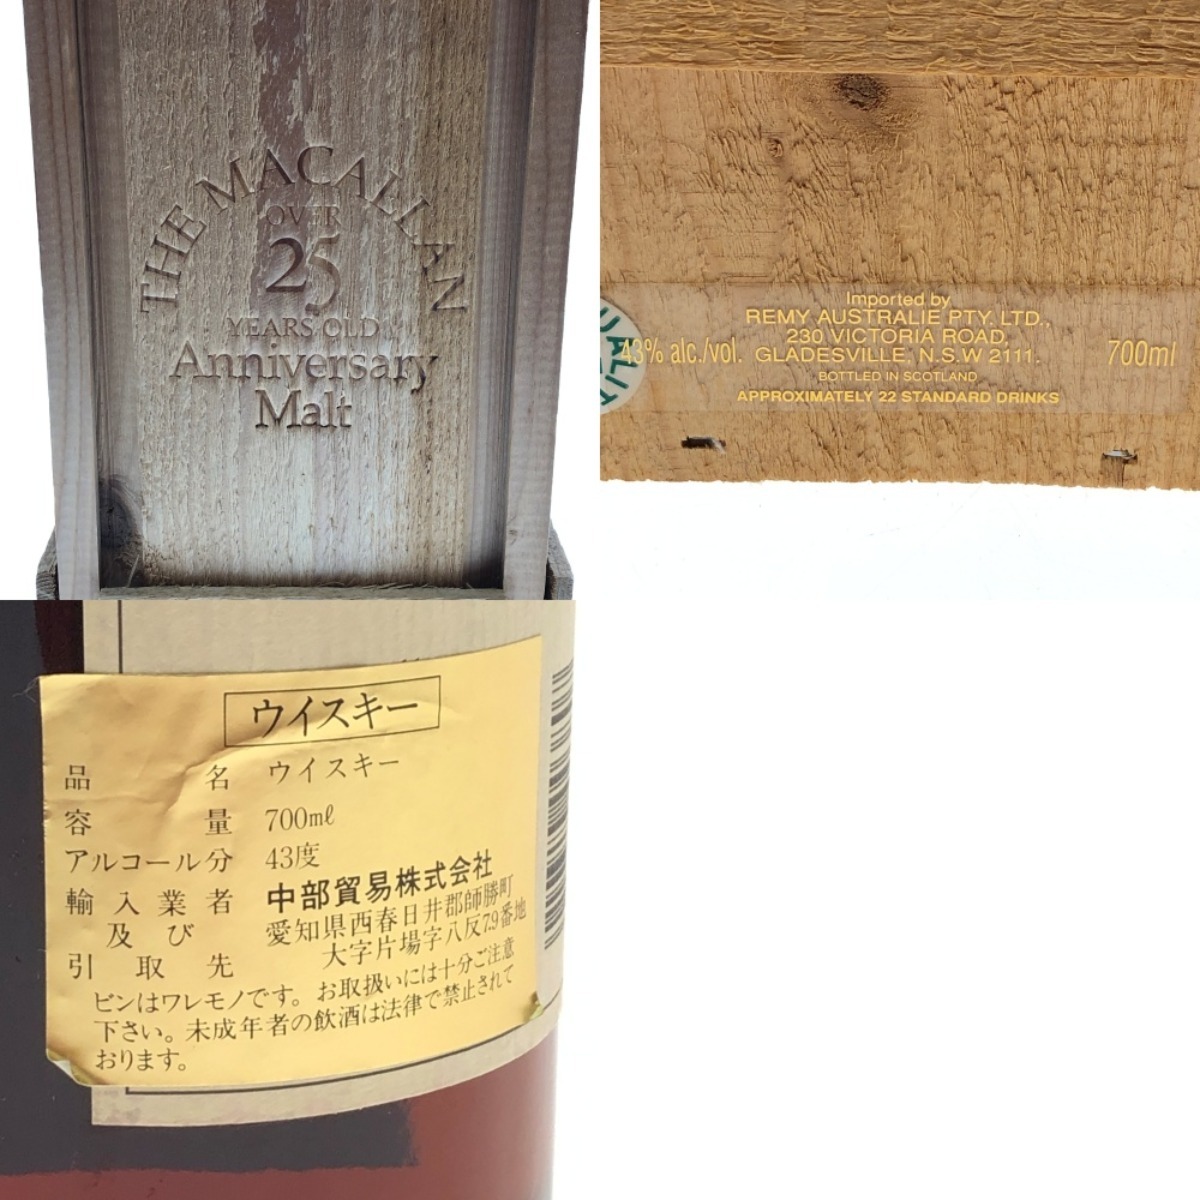 THE MACALLAN
OVER
25
YEARS OLD
Anniversary
Malt
Imported by
REMY AUSTRALIE PTY. LTD.,
230 VICTORIA ROAD,
43% alc./vol. GLADESVILLE, N.S.W 2111. 700ml
BOTTLED IN SCOTLAND
APPROXIMATELY 22 STANDARD DRINKS
ウイスキー
品名 ウイスキー
容量 700mℓ
アルコール分 43度
輸入業者 中部貿易株式会社
及び 愛知県西春日井郡師勝町
引取先 大字片場字八反79番地
ビンはワレモノです。お取扱いには十分ご注意
下さい。未成年者の飲酒は法律で禁止されて
おります。